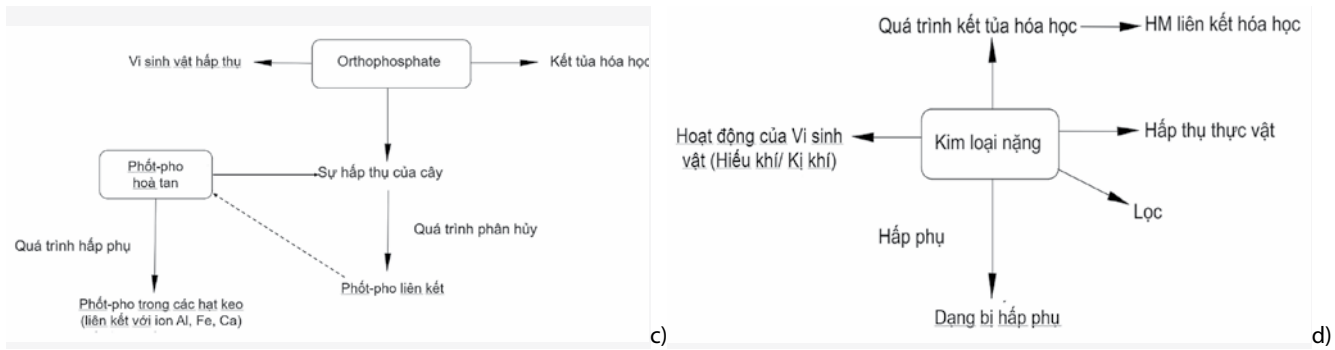 Vi sinh vật hấp thụ
Orthophosphate
Kết tủa hóa học
Phốt-pho
hoà tan
Sự hấp thụ của cây
Quá trình hấp phụ
Quá trình phân hủy
Phốt-pho liên kết
Phốt-pho trong các hạt keo
(liên kết với ion Al, Fe, Ca)
c)
Quá trình kết tủa hóa học
HM liên kết hóa học
Hoạt động của Vi sinh
vật (Hiếu khí/ Kị khí)
Kim loại nặng
Hấp thụ thực vật
Lọc
Hấp phụ
Dạng bị hấp phụ
d)